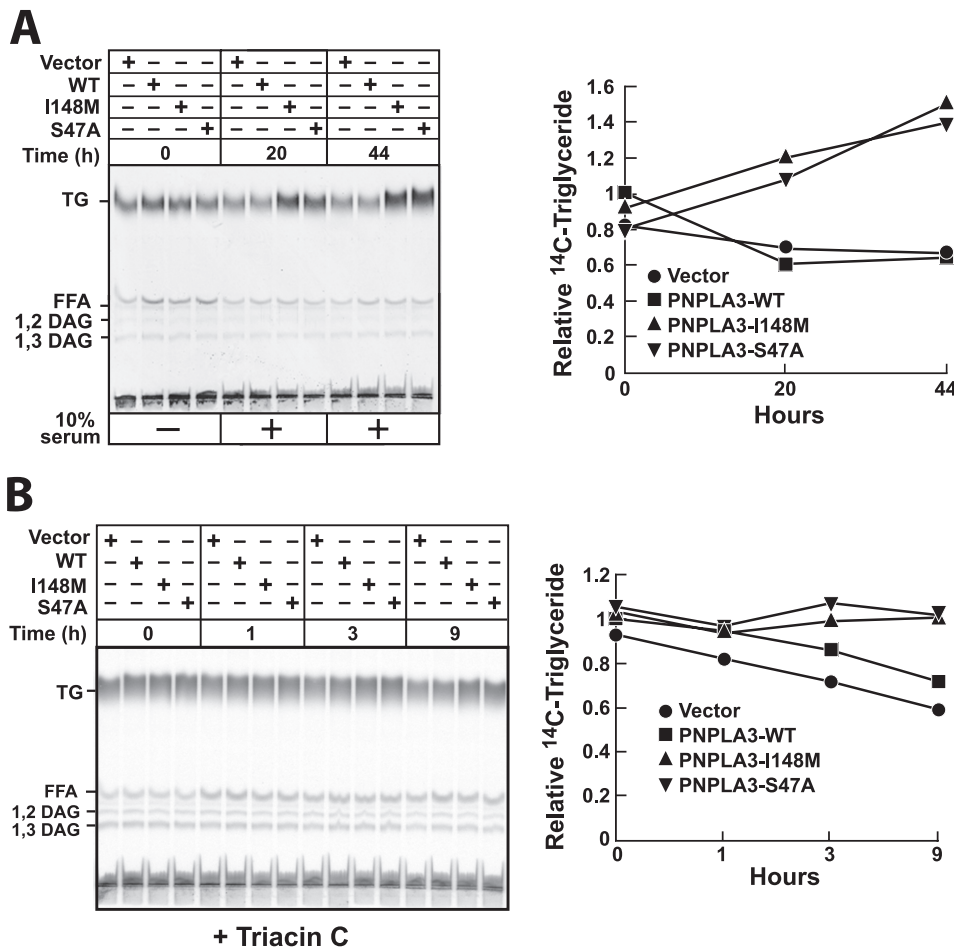 A
Vector + – – – + – – – + – – –
WT – + – – – + – – – + – –
I148M – – + – – – + – – – + –
S47A – – – + – – – + – – – +
Time (h) 0 20 44
TG
FFA
1,2 DAG
1,3 DAG
10% serum – + +
Relative ¹⁴C-Triglyceride
1.6
1.4
1.2
1
0.8
0.6
0.4
0.2
0
Vector
PNPLA3-WT
PNPLA3-I148M
PNPLA3-S47A
0 20 44
Hours
B
Vector + – – – + – – – + – – – + – – –
WT – + – – – + – – – + – – – + – –
I148M – – + – – – + – – – + – – – + –
S47A – – – + – – – + – – – + – – – +
Time (h) 0 1 3 9
TG
FFA
1,2 DAG
1,3 DAG
+ Triacin C
Relative ¹⁴C-Triglyceride
1.2
1
0.8
0.6
0.4
0.2
0
Vector
PNPLA3-WT
PNPLA3-I148M
PNPLA3-S47A
0 1 3 9
Hours